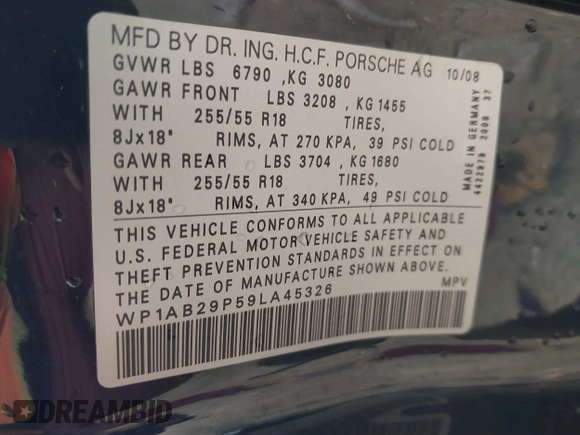 MFD BY DR. ING. H.C.F. PORSCHE AG 10/08
GVWR LBS 6790 , KG 3080
GAWR FRONT LBS 3208 , KG 1455
WITH 255/55 R18 TIRES,
8Jx18" RIMS, AT 270 KPA, 39 PSI COLD
GAWR REAR LBS 3704 , KG 1680
WITH 255/55 R18 TIRES,
8Jx18" RIMS, AT 340 KPA, 49 PSI COLD
THIS VEHICLE CONFORMS TO ALL APPLICABLE
U.S. FEDERAL MOTOR VEHICLE SAFETY AND
THEFT PREVENTION STANDARDS IN EFFECT ON
THE DATE OF MANUFACTURE SHOWN ABOVE.
WP1AB29P59LA45326 MPV
MADE IN GERMANY
4422979 2008 37
DREAMBID